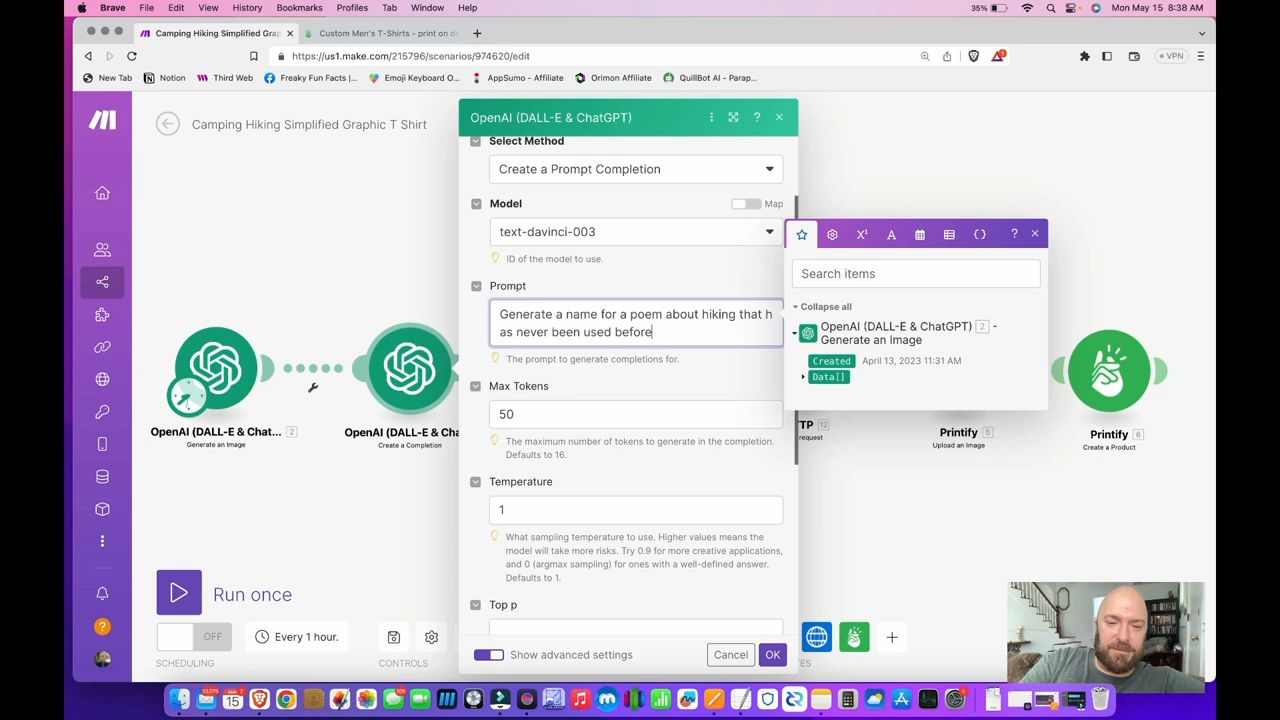 Brave File Edit View History Bookmarks Profiles Tab Window Help 35% Mon May 15 8:38 AM
Camping Hiking Simplified Grap
Custom Men's T-Shirts - print on d
https://us1.make.com/215796/scenarios/974620/edit
VPN
New Tab Notion Third Web Freaky Fun Facts |... Emoji Keyboard O... AppSumo - Affiliate Orimon Affiliate QuillBot AI - Parap...
Camping Hiking Simplified Graphic T Shirt
OpenAI (DALL-E & ChatGPT)
Select Method
Create a Prompt Completion
Model
Map
text-davinci-003
ID of the model to use.
Prompt
Generate a name for a poem about hiking that h
as never been used before
The prompt to generate completions for.
Max Tokens
50
The maximum number of tokens to generate in the completion.
Defaults to 16.
Temperature
1
What sampling temperature to use. Higher values means the
model will take more risks. Try 0.9 for more creative applications,
and 0 (argmax sampling) for ones with a well-defined answer.
Defaults to 1.
Top p
Show advanced settings
Cancel
OK
Search items
Collapse all
OpenAI (DALL-E & ChatGPT) 2 -
Generate an Image
Created April 13, 2023 11:31 AM
Data[]
OpenAI (DALL-E & Chat... 2
Generate an Image
OpenAI (DALL-E & Cha
Create a Completion
TP 12
request
Printify 5
Upload an Image
Printify 6
Create a Product
Run once
OFF
Every 1 hour.
SCHEDULING
CONTROLS
ES